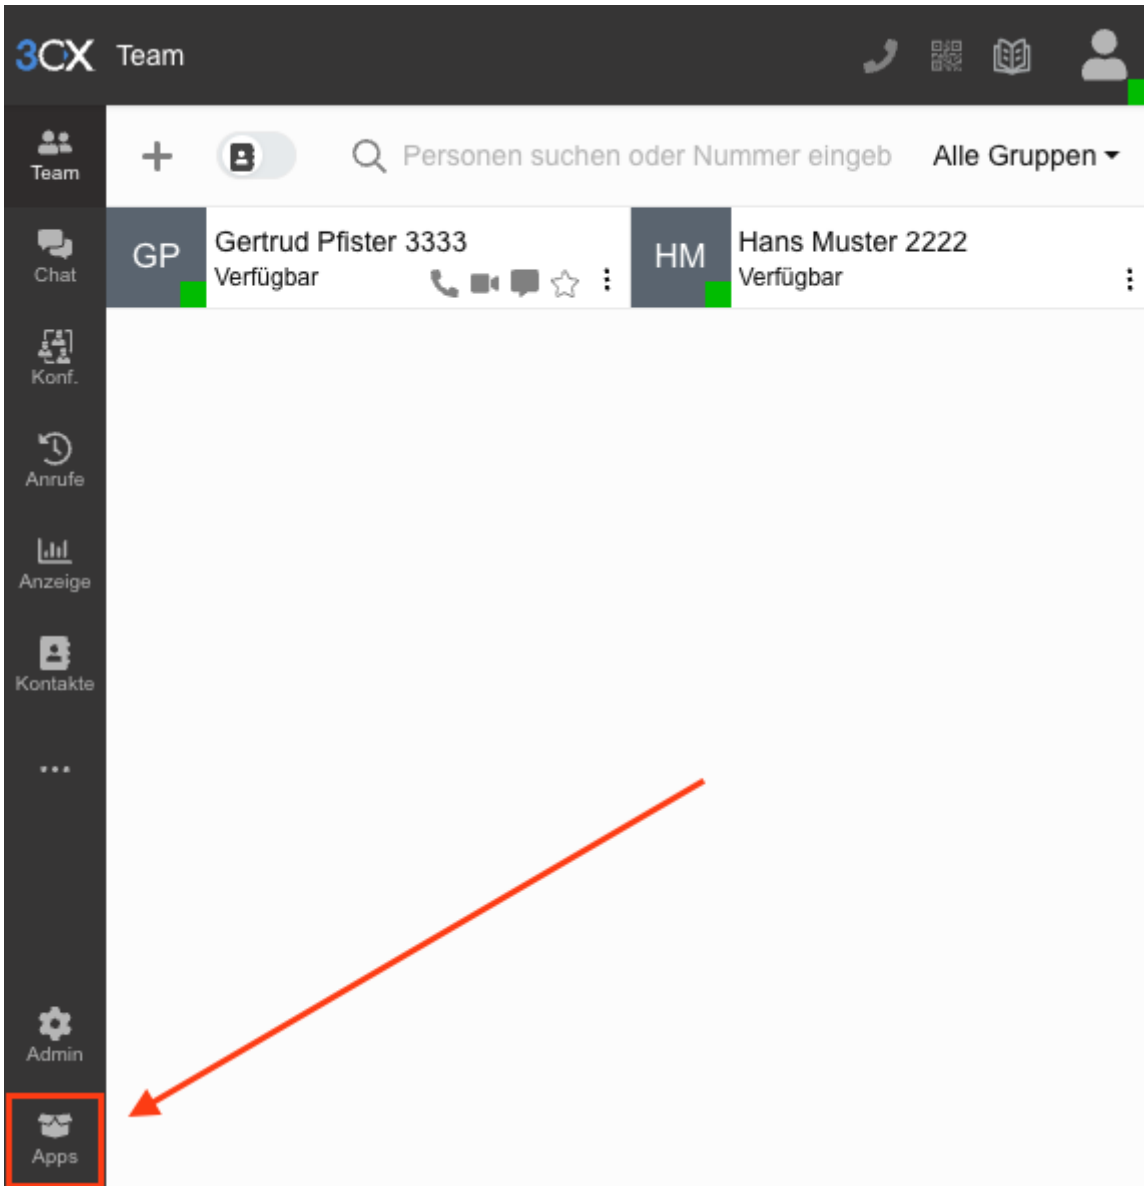 3CX Team
Team
Personen suchen oder Nummer eingeb
Alle Gruppen
GP
Gertrud Pfister 3333
Verfügbar
HM
Hans Muster 2222
Verfügbar
Chat
Konf.
Anrufe
Anzeige
Kontakte
Admin
Apps